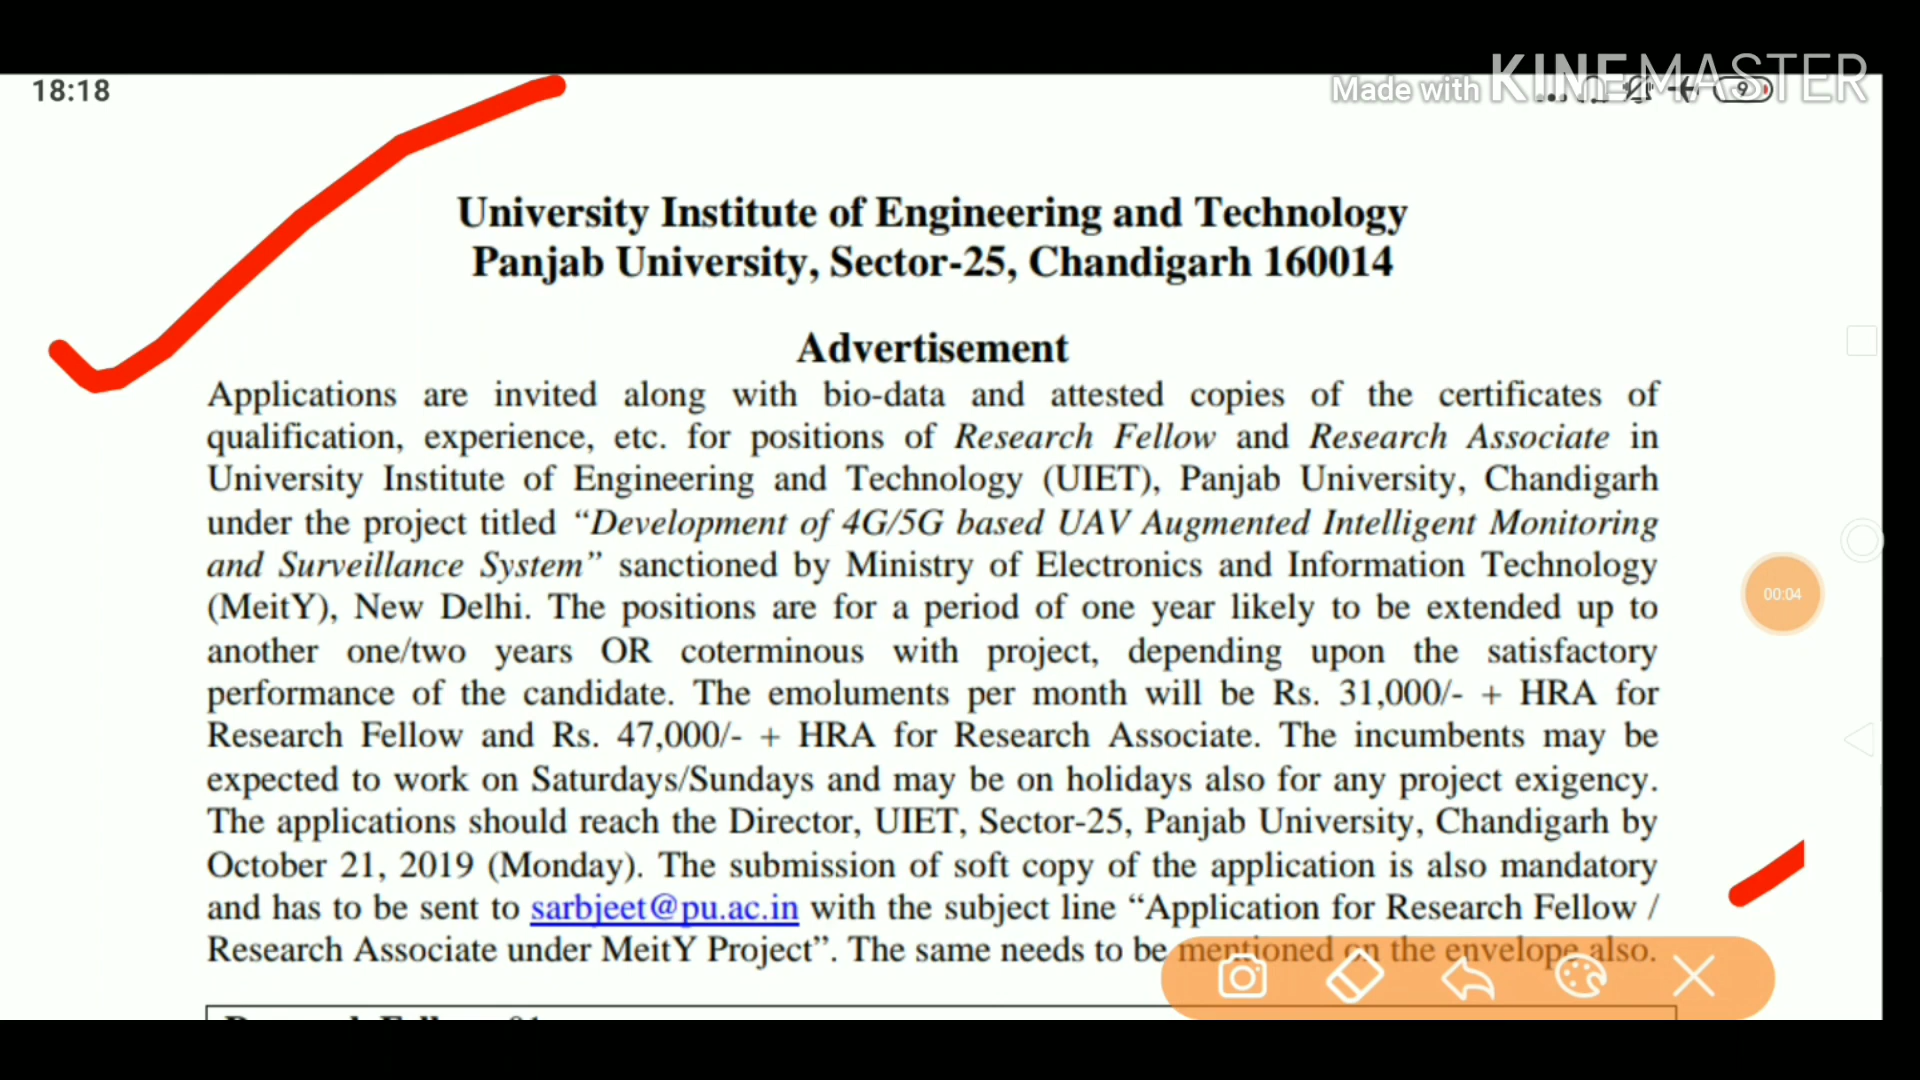 18:18
Made with KINEMASTER
9
University Institute of Engineering and Technology
Panjab University, Sector-25, Chandigarh 160014
Advertisement
Applications are invited along with bio-data and attested copies of the certificates of
qualification, experience, etc. for positions of Research Fellow and Research Associate in
University Institute of Engineering and Technology (UIET), Panjab University, Chandigarh
under the project titled “Development of 4G/5G based UAV Augmented Intelligent Monitoring
and Surveillance System” sanctioned by Ministry of Electronics and Information Technology
(MeitY), New Delhi. The positions are for a period of one year likely to be extended up to
another one/two years OR coterminous with project, depending upon the satisfactory
performance of the candidate. The emoluments per month will be Rs. 31,000/- + HRA for
Research Fellow and Rs. 47,000/- + HRA for Research Associate. The incumbents may be
expected to work on Saturdays/Sundays and may be on holidays also for any project exigency.
The applications should reach the Director, UIET, Sector-25, Panjab University, Chandigarh by
October 21, 2019 (Monday). The submission of soft copy of the application is also mandatory
and has to be sent to sarbjeet@pu.ac.in with the subject line “Application for Research Fellow /
Research Associate under MeitY Project”. The same needs to be mentioned on the envelope also.
00:04